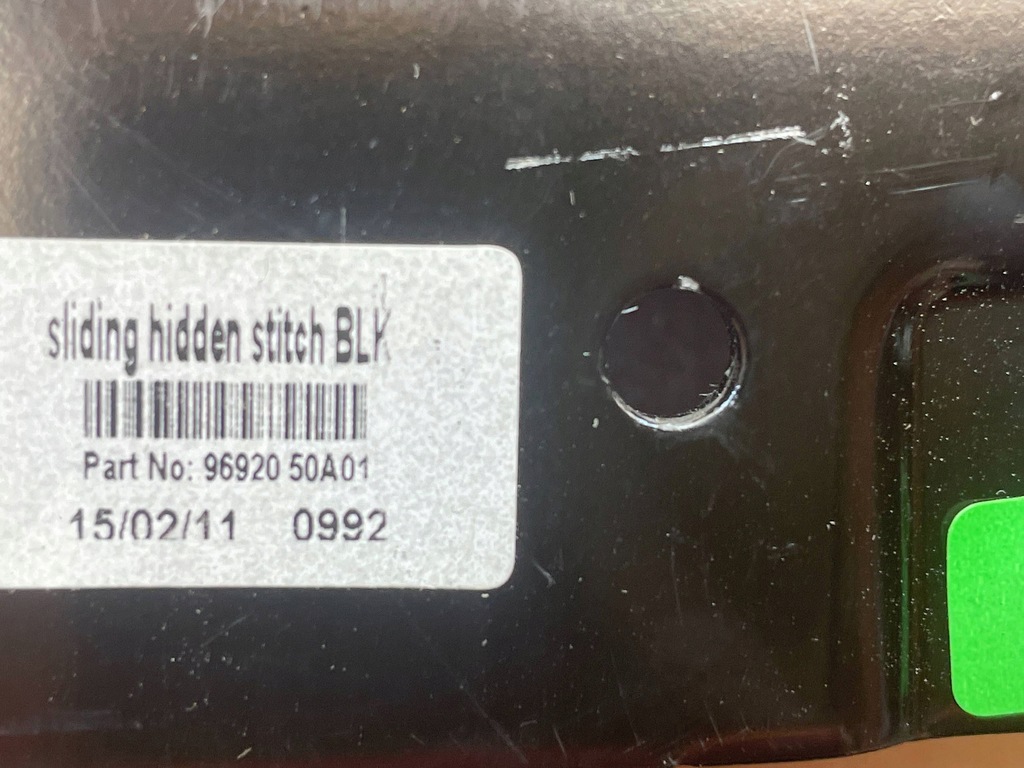 sliding hidden stitch BLK
Part No: 96920 50A01
15/02/11 0992